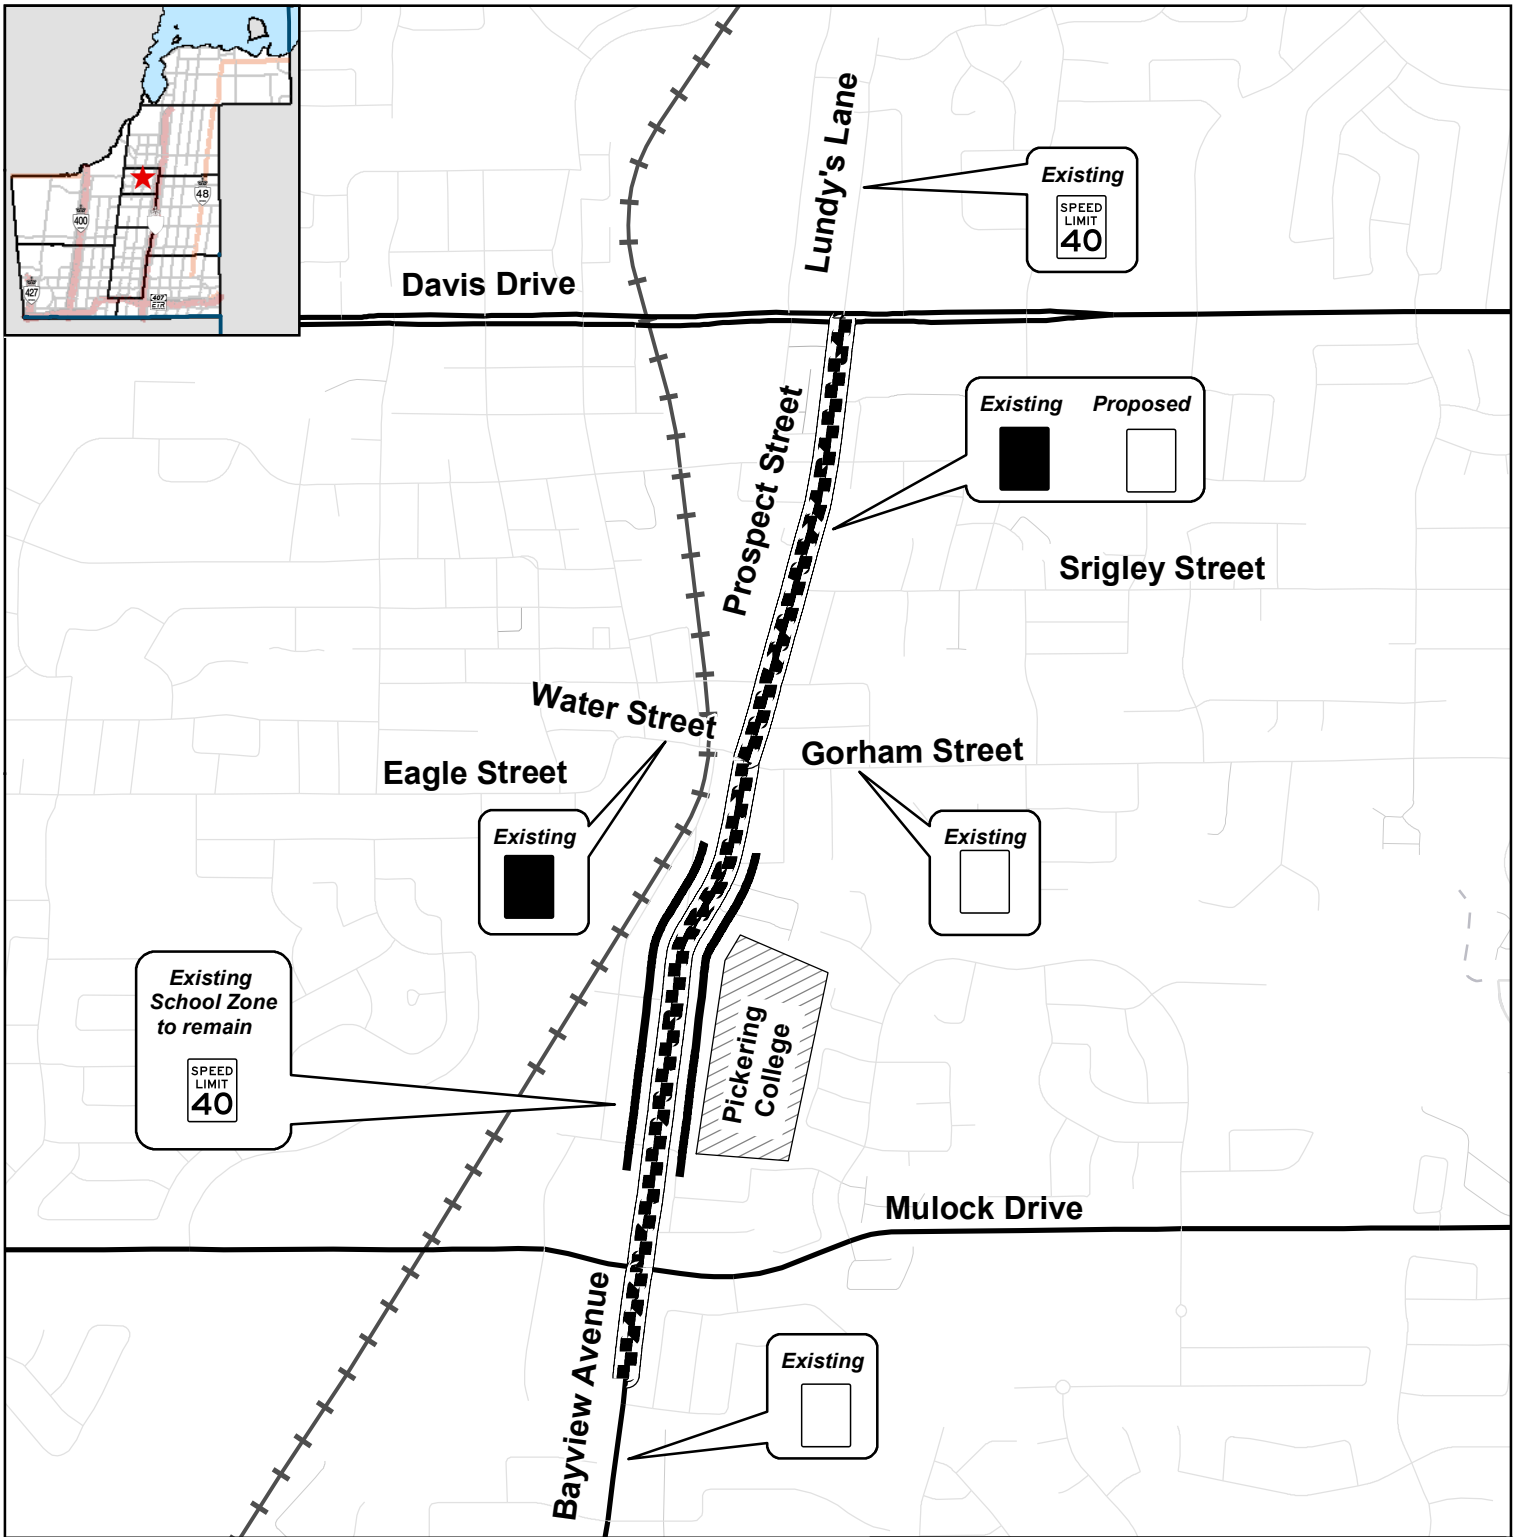 Lundy's Lane
Existing
SPEED
LIMIT
40
48
400
427
407
ETR
Davis Drive
Existing Proposed
Prospect Street
Srigley Street
Water Street
Gorham Street
Eagle Street
Existing
Existing
Existing
School Zone
to remain
SPEED
LIMIT
40
Pickering
College
Mulock Drive
Bayview Avenue
Existing